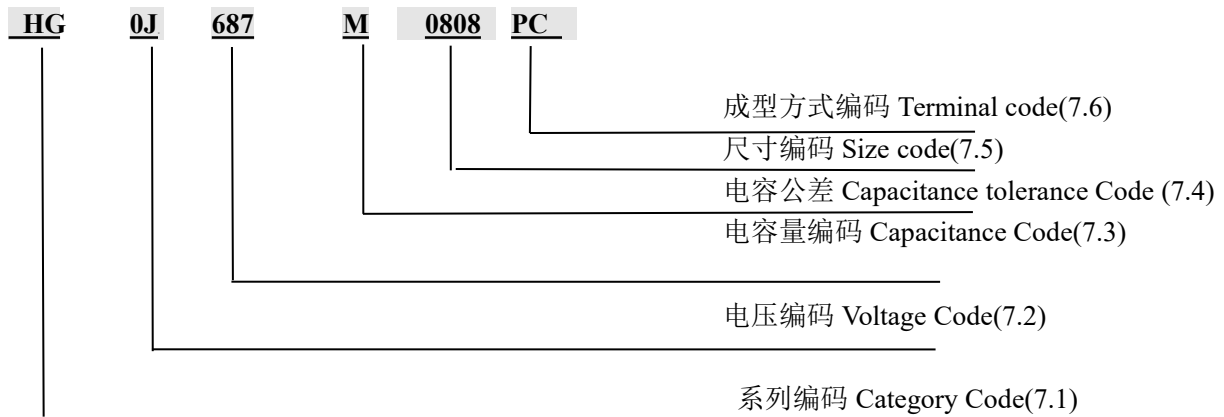 HG 0J 687 M 0808 PC
成型方式编码 Terminal code(7.6)
尺寸编码 Size code(7.5)
电容公差 Capacitance tolerance Code (7.4)
电容量编码 Capacitance Code(7.3)
电压编码 Voltage Code(7.2)
系列编码 Category Code(7.1)